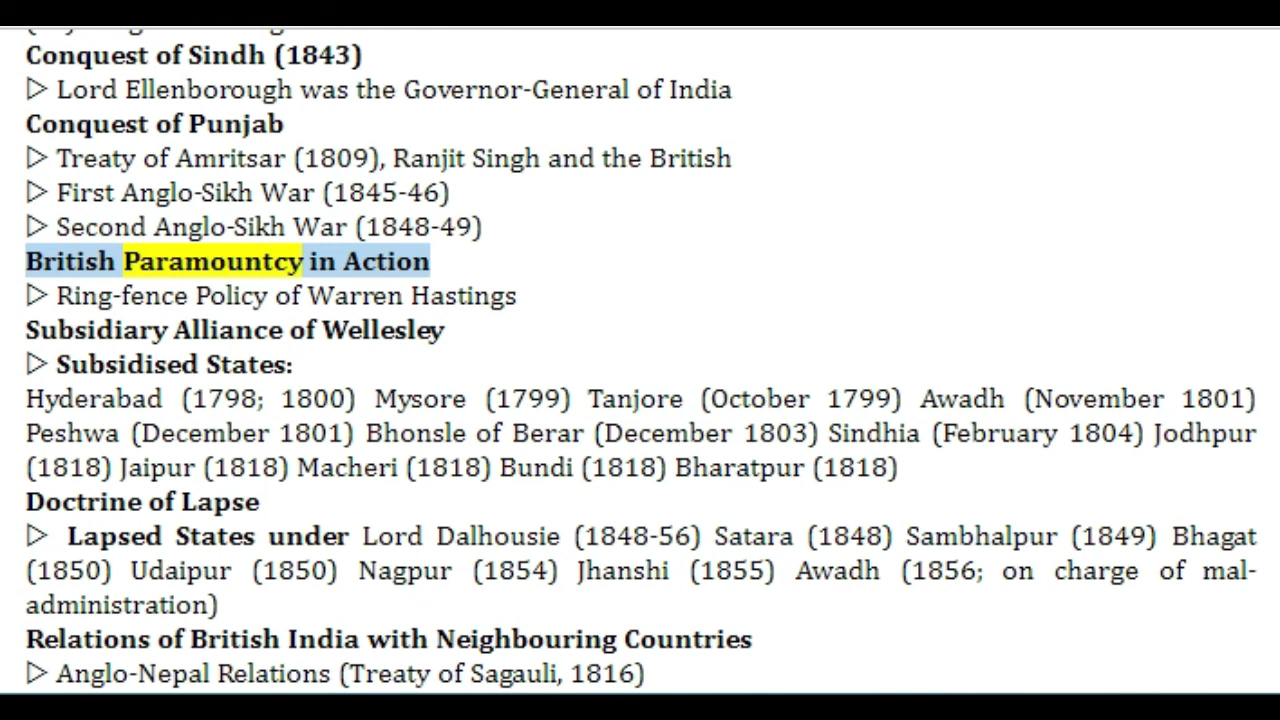 Conquest of Sindh (1843)
▷ Lord Ellenborough was the Governor-General of India
Conquest of Punjab
▷ Treaty of Amritsar (1809), Ranjit Singh and the British
▷ First Anglo-Sikh War (1845-46)
▷ Second Anglo-Sikh War (1848-49)
British Paramountcy in Action
▷ Ring-fence Policy of Warren Hastings
Subsidiary Alliance of Wellesley
▷ Subsidised States:
Hyderabad (1798; 1800) Mysore (1799) Tanjore (October 1799) Awadh (November 1801)
Peshwa (December 1801) Bhonsle of Berar (December 1803) Sindhia (February 1804) Jodhpur
(1818) Jaipur (1818) Macheri (1818) Bundi (1818) Bharatpur (1818)
Doctrine of Lapse
▷ Lapsed States under Lord Dalhousie (1848-56) Satara (1848) Sambhalpur (1849) Bhagat
(1850) Udaipur (1850) Nagpur (1854) Jhanshi (1855) Awadh (1856; on charge of mal-
administration)
Relations of British India with Neighbouring Countries
▷ Anglo-Nepal Relations (Treaty of Sagauli, 1816)